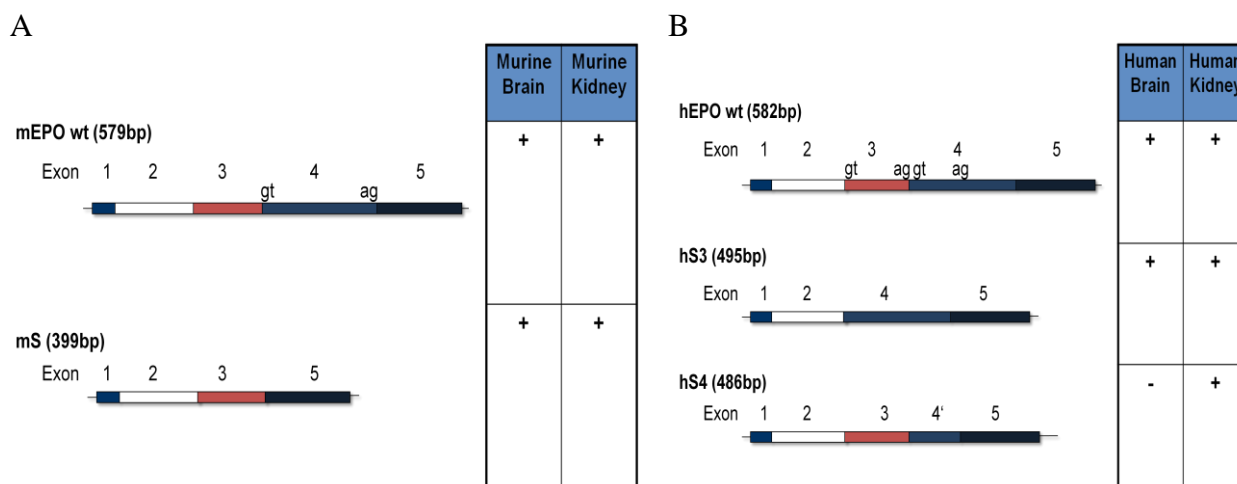 A
Murine Brain
Murine Kidney
mEPO wt (579bp)
+ +
Exon 1 2 3 4 5
gt ag
mS (399bp)
+ +
Exon 1 2 3 5
B
Human Brain
Human Kidney
hEPO wt (582bp)
+ +
Exon 1 2 3 4 5
gt ag gt ag
hS3 (495bp)
+ +
Exon 1 2 4 5
hS4 (486bp)
- +
Exon 1 2 3 4' 5